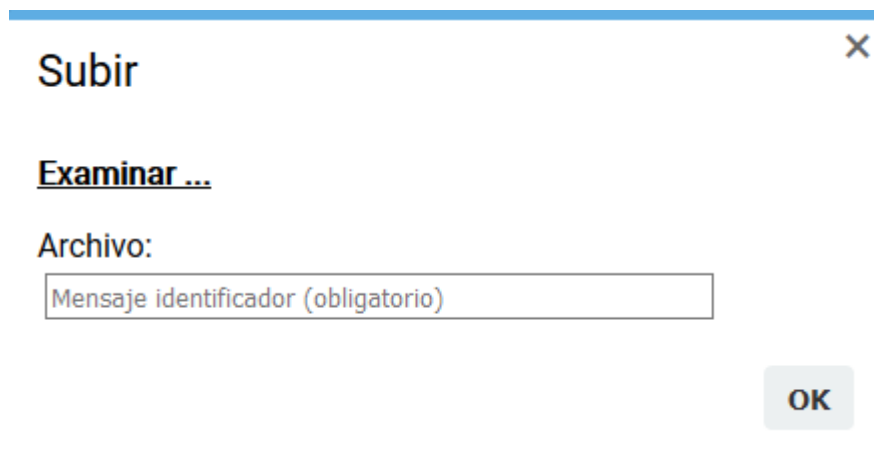 Subir
Examinar ...
Archivo:
Mensaje identificador (obligatorio)
OK